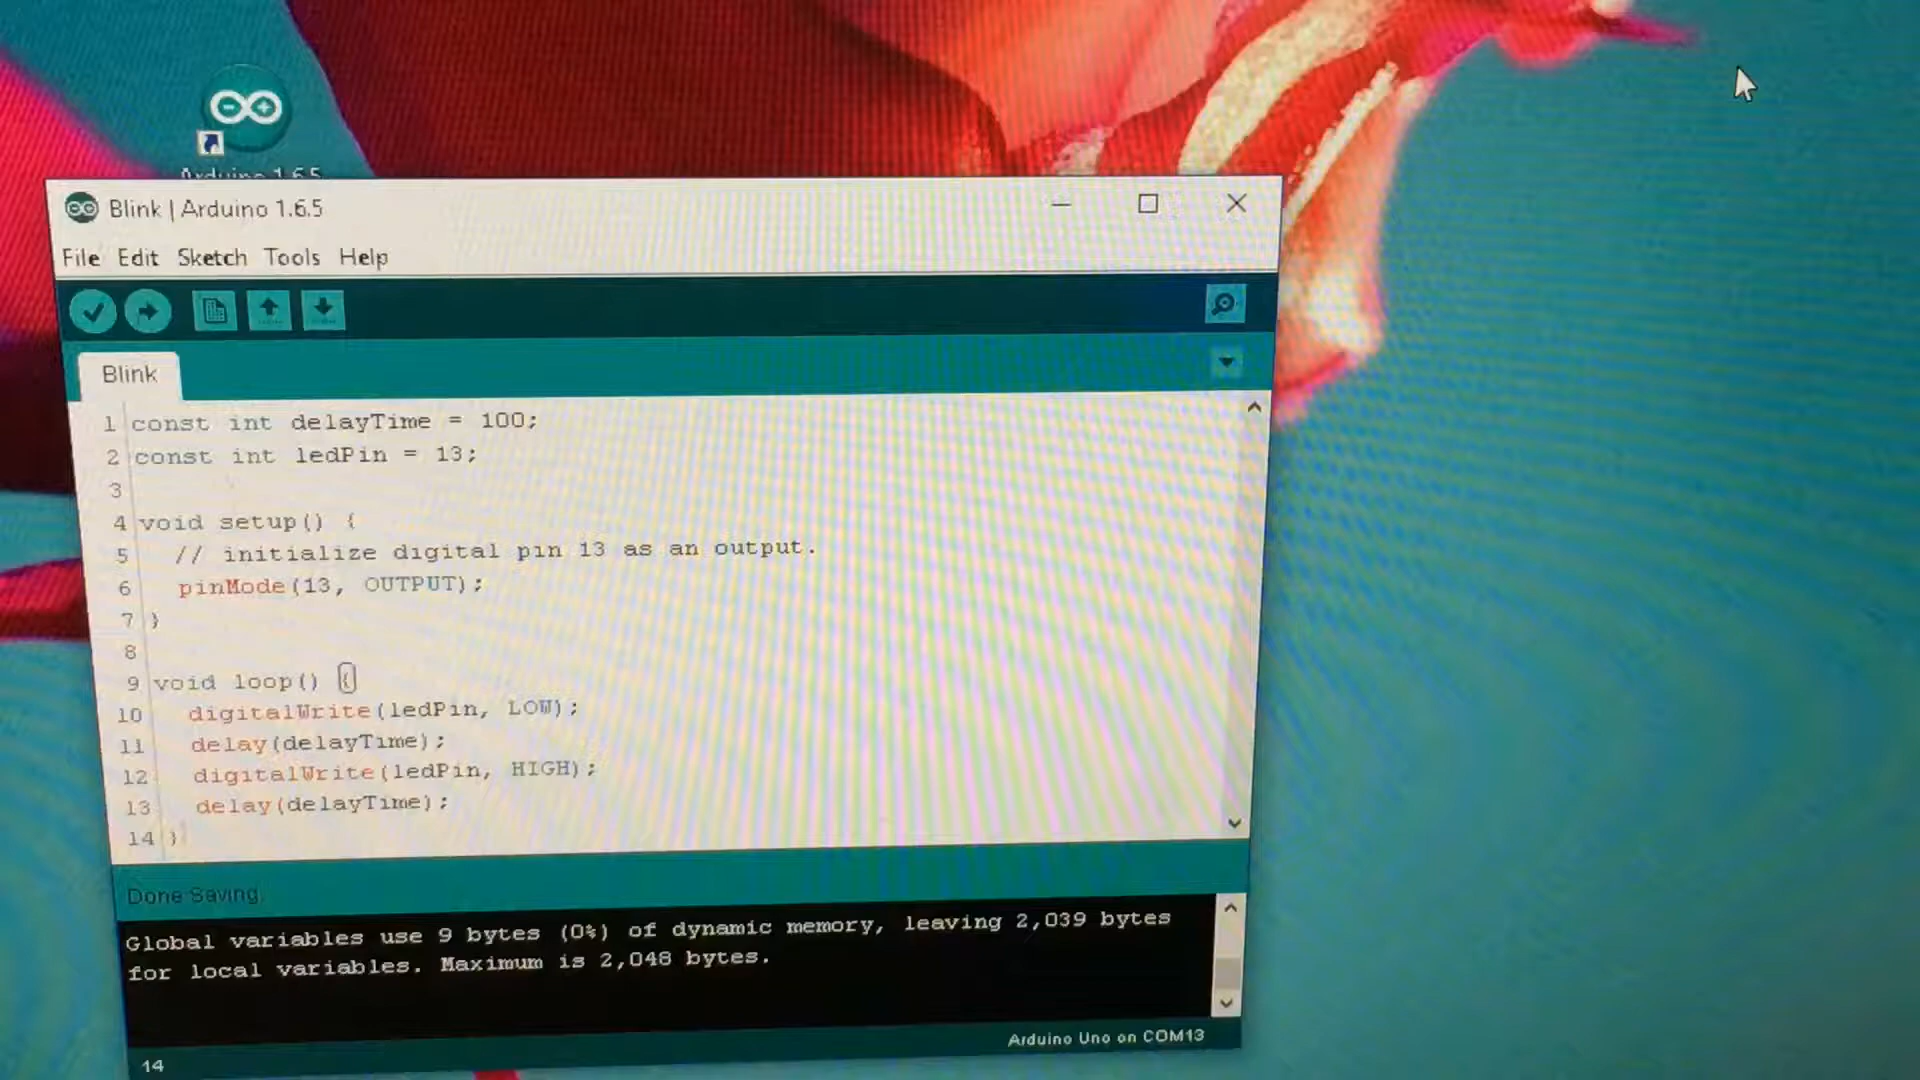 Arduino 1.6.5
Blink | Arduino 1.6.5
File Edit Sketch Tools Help
Blink
1 const int delayTime = 100;
2 const int ledPin = 13;
3
4 void setup() {
5 // initialize digital pin 13 as an output.
6 pinMode(13, OUTPUT);
7 }
8
9 void loop() {
10 digitalWrite(ledPin, LOW);
11 delay(delayTime);
12 digitalWrite(ledPin, HIGH);
13 delay(delayTime);
14 }
Done Saving.
Global variables use 9 bytes (0%) of dynamic memory, leaving 2,039 bytes
for local variables. Maximum is 2,048 bytes.
14
Arduino Uno on COM13